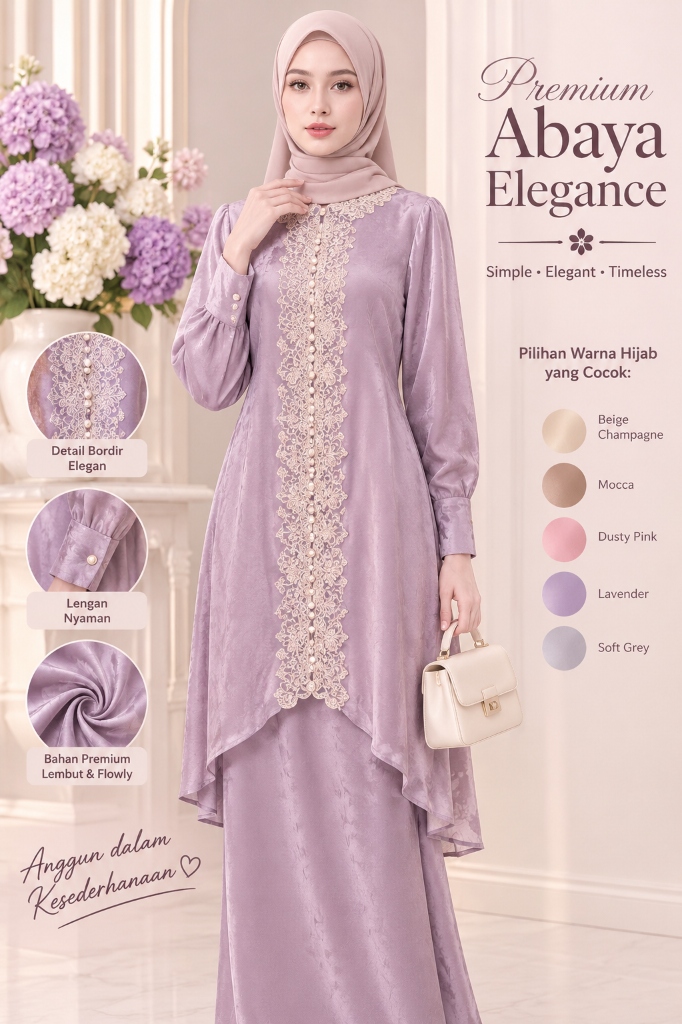 Premium
Abaya
Elegance
Simple • Elegant • Timeless
Pilihan Warna Hijab
yang Cocok:
Beige
Champagne
Mocca
Dusty Pink
Lavender
Soft Grey
Detail Bordir
Elegan
Lengan
Nyaman
Bahan Premium
Lembut & Flowly
Anggun dalam
Kesederhanaan